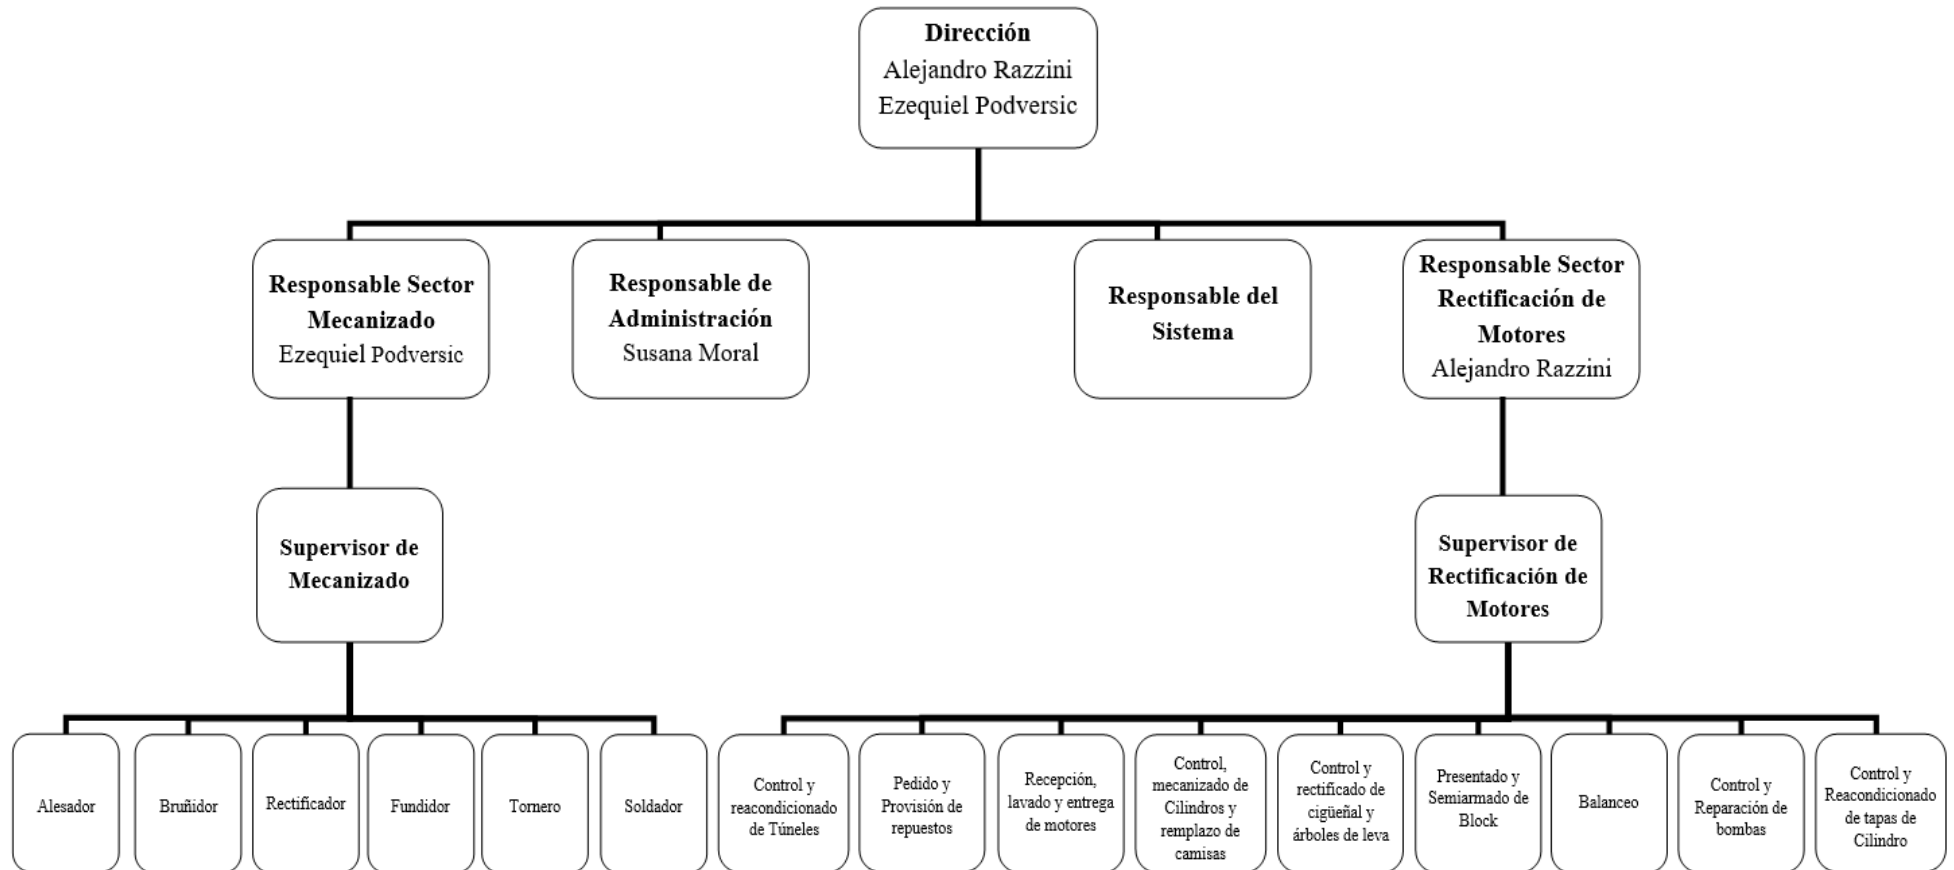 Dirección
Alejandro Razzini
Ezequiel Podversic
Responsable Sector
Mecanizado
Ezequiel Podversic
Responsable de
Administración
Susana Moral
Responsable del
Sistema
Responsable Sector
Rectificación de
Motores
Alejandro Razzini
Supervisor de
Mecanizado
Supervisor de
Rectificación de
Motores
Alesador
Bruñidor
Rectificador
Fundidor
Tornero
Soldador
Control y
reacondicionado
de Túneles
Pedido y
Provisión de
repuestos
Recepción,
lavado y entrega
de motores
Control,
mecanizado de
Cilindros y
remplazo de
camisas
Control y
rectificado de
cigüeñal y
árboles de leva
Presentado y
Semiarmado de
Block
Balanceo
Control y
Reparación de
bombas
Control y
Reacondicionado
de tapas de
Cilindro